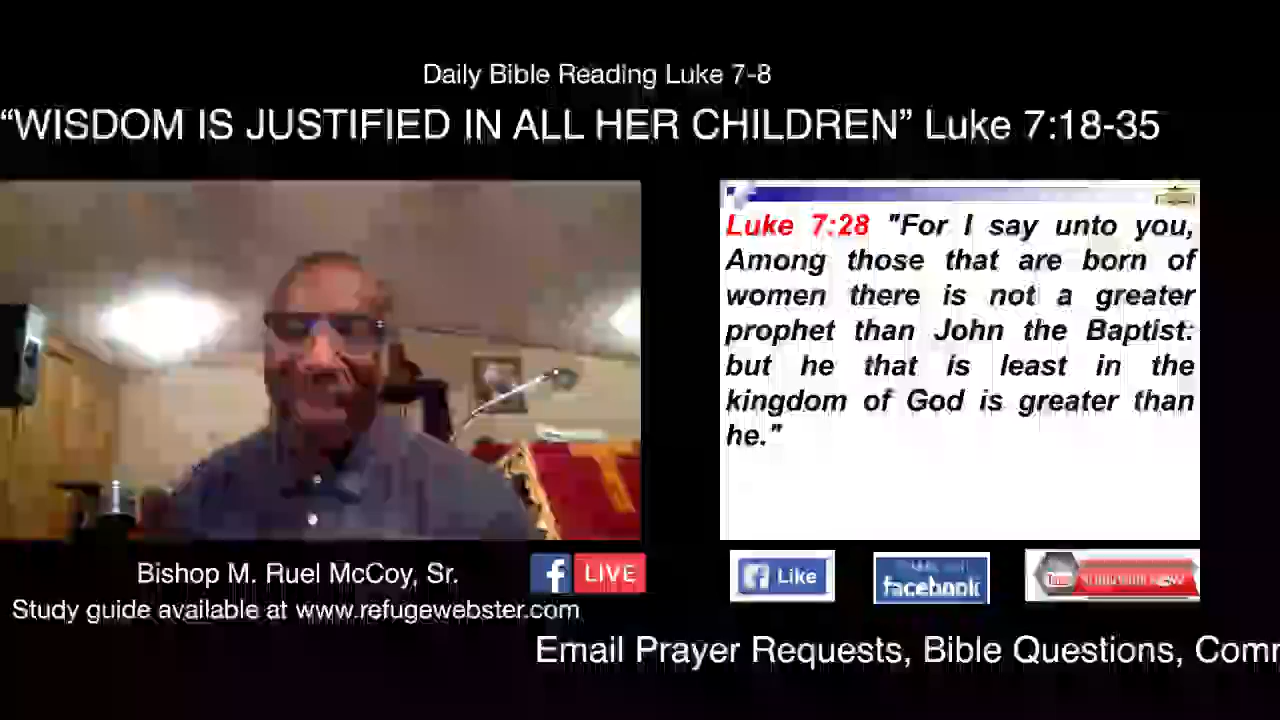 Daily Bible Reading Luke 7-8
“WISDOM IS JUSTIFIED IN ALL HER CHILDREN” Luke 7:18-35
Luke 7:28 "For I say unto you,
Among those that are born of
women there is not a greater
prophet than John the Baptist:
but he that is least in the
kingdom of God is greater than
he."
Bishop M. Ruel McCoy, Sr.
f LIVE
f Like
facebook
Study guide available at www.refugewebster.com
Email Prayer Requests, Bible Questions, Comm